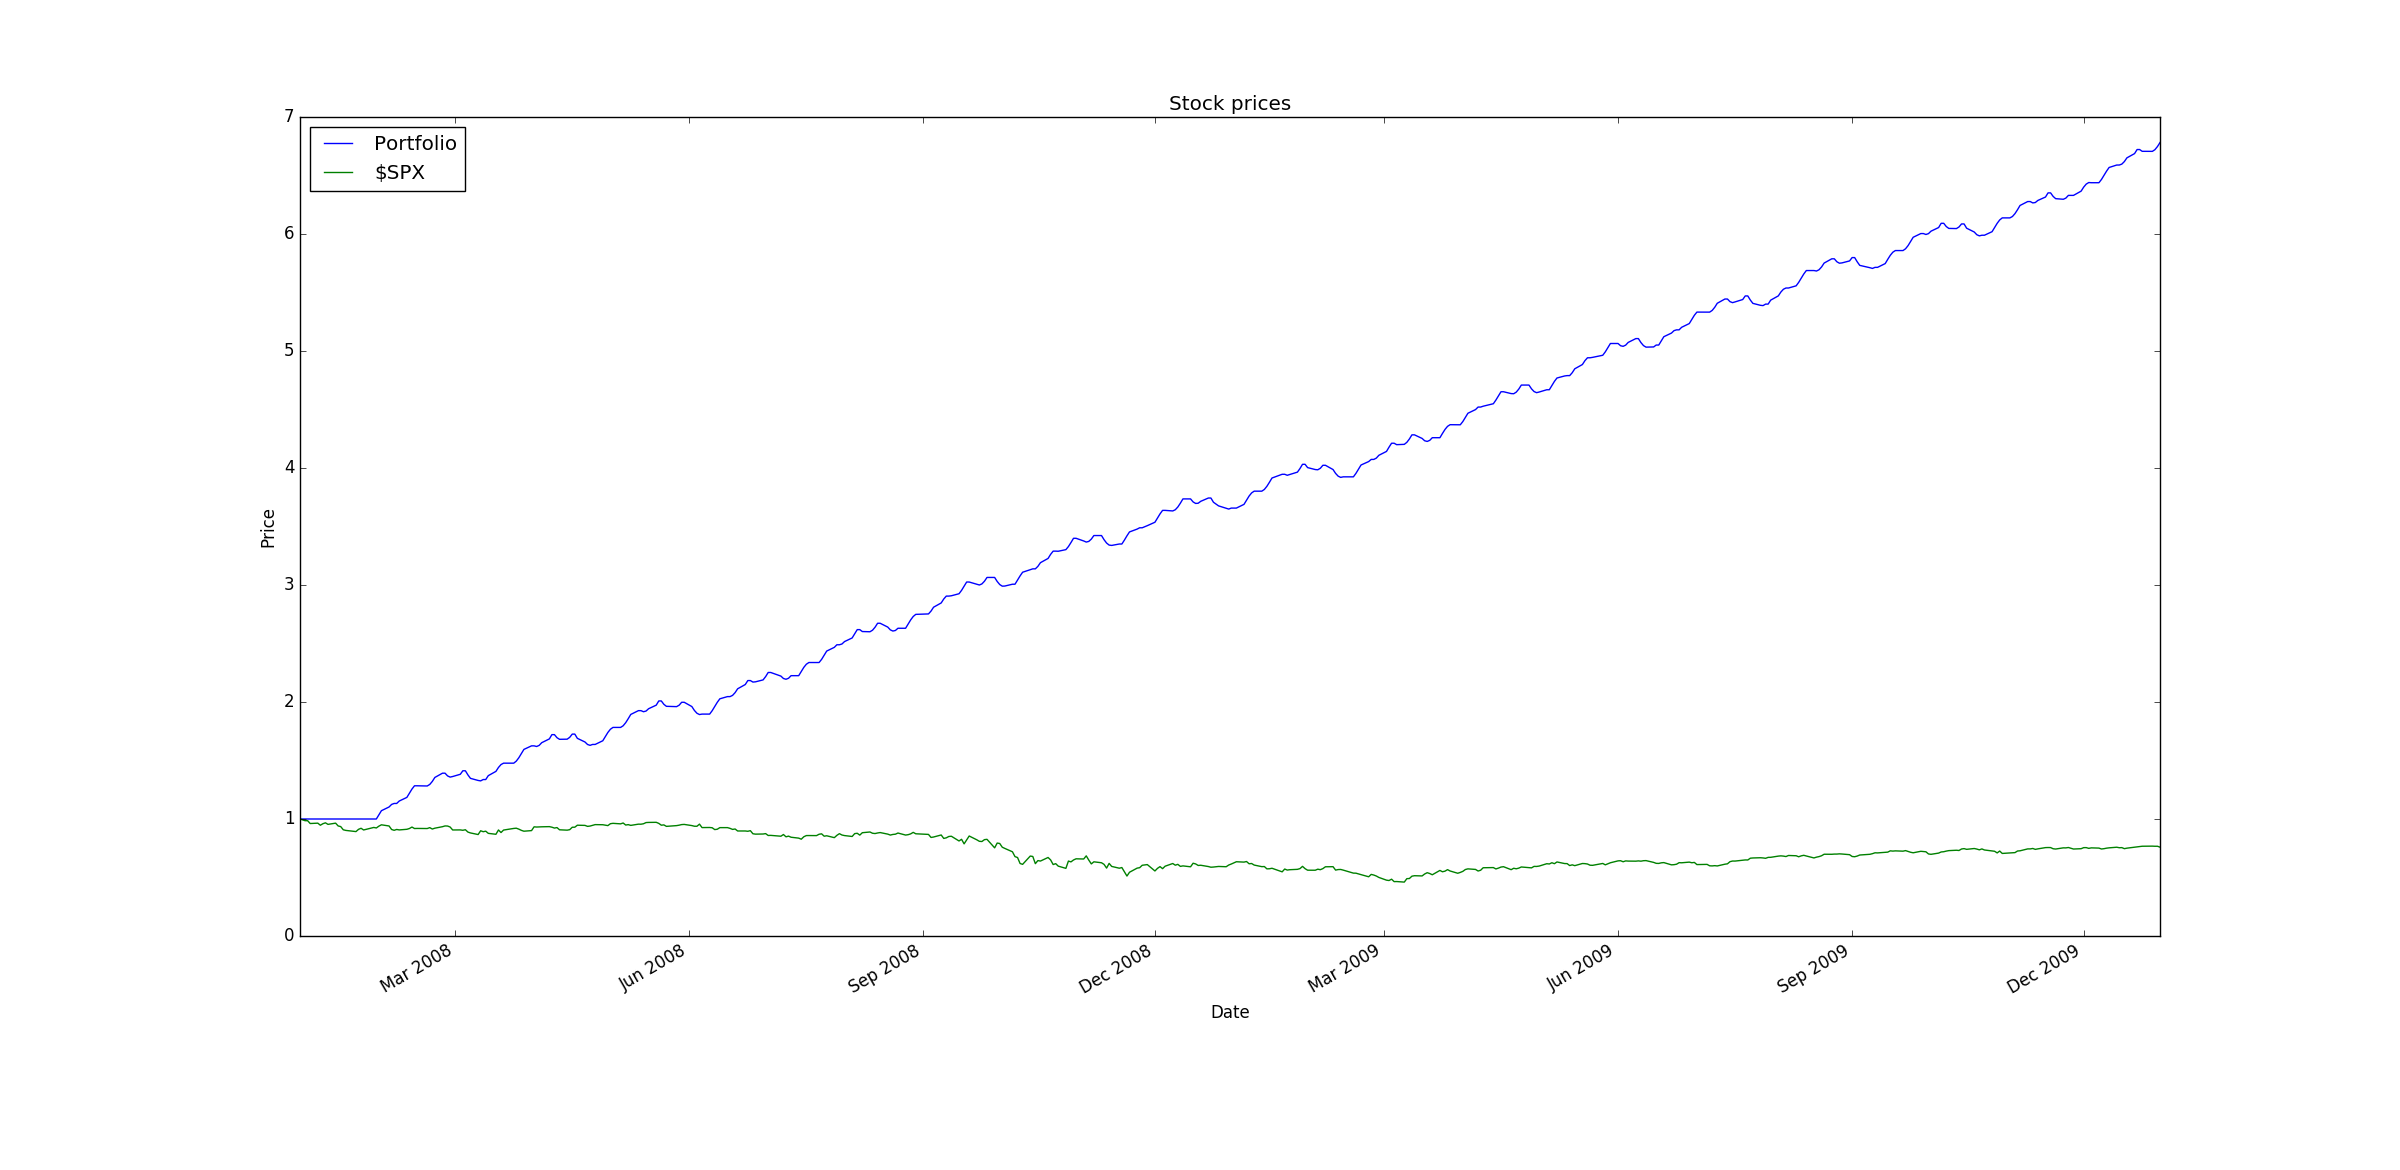 Stock prices
7
Portfolio
$SPX
6
5
4
Price
3
2
1
0
Mar 2008
Jun 2008
Sep 2008
Dec 2008
Mar 2009
Jun 2009
Sep 2009
Dec 2009
Date